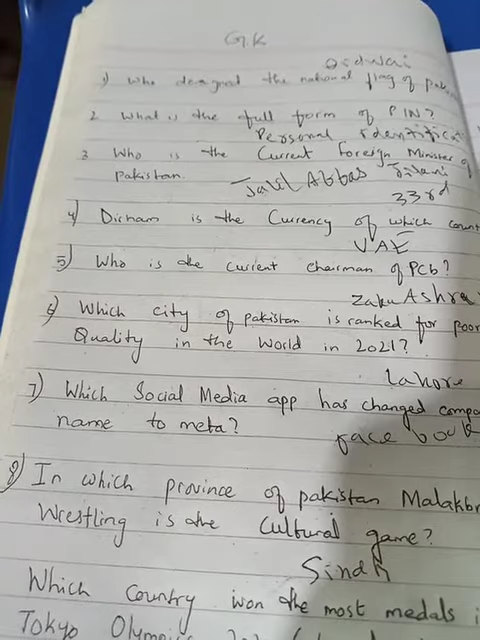 G.K
Qidwai
1) Who designed the national flag of Pak
2. What is the full form of PIN?
Personal Identificat
3 Who is the Current Foreign Minister of
pakistan. Jalil Abbas Jilani
33rd
4) Dirham is the Currency of which count
UAE
5) Who is the current chairman of PCb?
Zaka Ashra
6) Which city of pakistan is ranked for poor
Quality in the World in 2021?
Lahore
7) Which Social Media app has changed compa
name to meta? face book
8) In which province of pakistan Malakhr
Wrestling is the Cultural game?
Sindh
Which Country won the most medals i
Tokyo